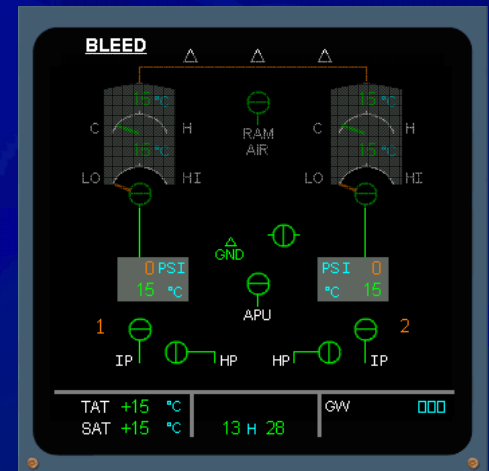 BLEED
15 °C 15 °C
C H RAM C H
15 °C AIR 15 °C
LO HI LO HI
GND
0 PSI PSI 0
15 °C °C 15
APU
1 2
IP HP HP IP
TAT +15 °C GW
SAT +15 °C 13 H 28